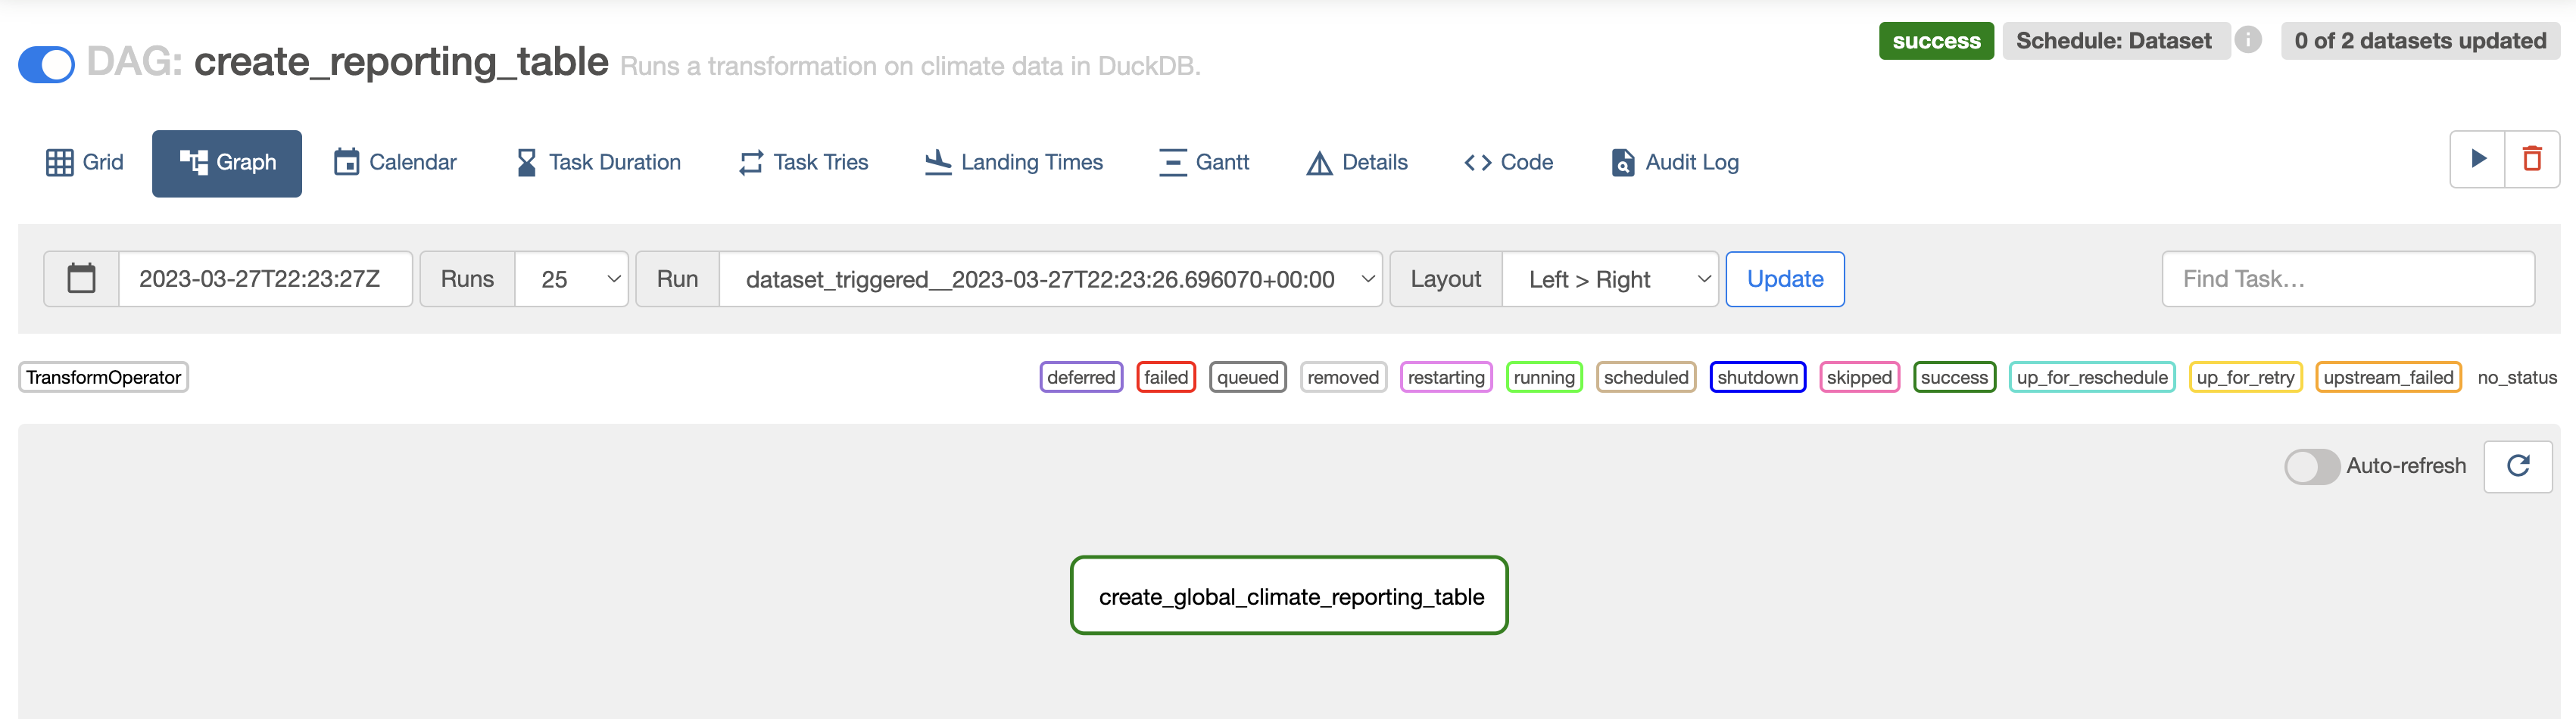 success Schedule: Dataset i 0 of 2 datasets updated
DAG: create_reporting_table Runs a transformation on climate data in DuckDB.
Grid Graph Calendar Task Duration Task Tries Landing Times Gantt Details Code Audit Log
2023-03-27T22:23:27Z Runs 25 Run dataset_triggered__2023-03-27T22:23:26.696070+00:00 Layout Left > Right Update Find Task…
TransformOperator deferred failed queued removed restarting running scheduled shutdown skipped success up_for_reschedule up_for_retry upstream_failed no_status
Auto-refresh
create_global_climate_reporting_table